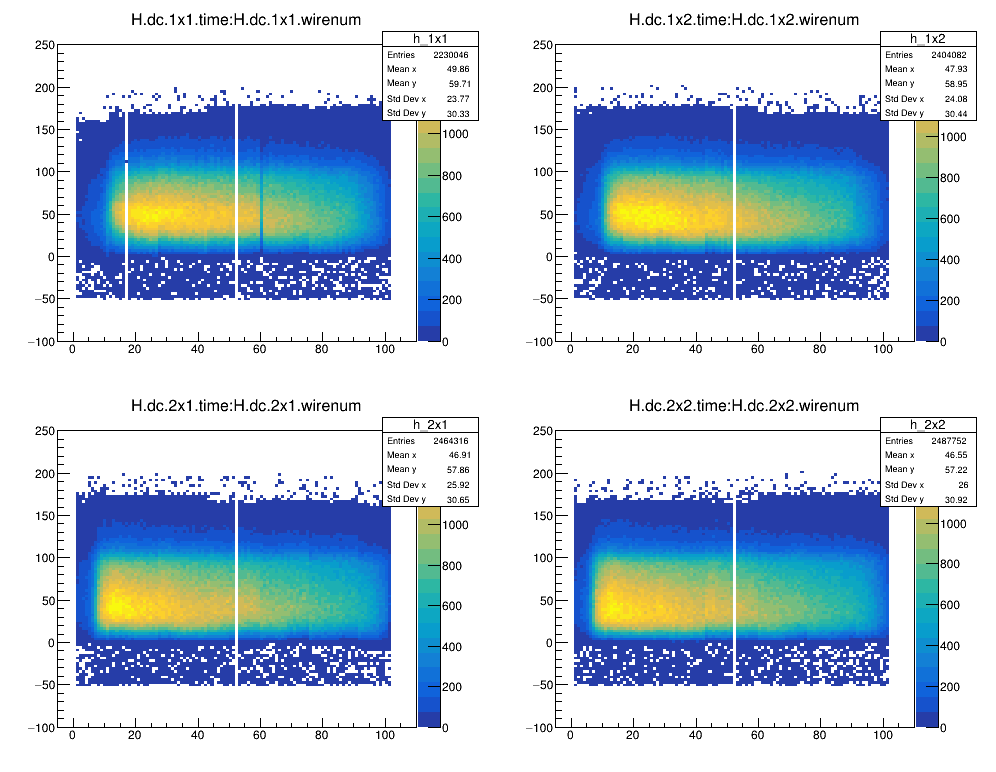 H.dc.1x1.time:H.dc.1x1.wirenum
h_1x1
Entries 2230046
Mean x 49.86
Mean y 59.71
Std Dev x 23.77
Std Dev y 30.33
250
200
150
100
50
0
−50
−100
0 20 40 60 80 100
1000
800
600
400
200
0
H.dc.1x2.time:H.dc.1x2.wirenum
h_1x2
Entries 2404082
Mean x 47.93
Mean y 58.95
Std Dev x 24.08
Std Dev y 30.44
250
200
150
100
50
0
−50
−100
0 20 40 60 80 100
1000
800
600
400
200
0
H.dc.2x1.time:H.dc.2x1.wirenum
h_2x1
Entries 2464316
Mean x 46.91
Mean y 57.86
Std Dev x 25.92
Std Dev y 30.65
250
200
150
100
50
0
−50
−100
0 20 40 60 80 100
1000
800
600
400
200
0
H.dc.2x2.time:H.dc.2x2.wirenum
h_2x2
Entries 2487752
Mean x 46.55
Mean y 57.22
Std Dev x 26
Std Dev y 30.92
250
200
150
100
50
0
−50
−100
0 20 40 60 80 100
1000
800
600
400
200
0